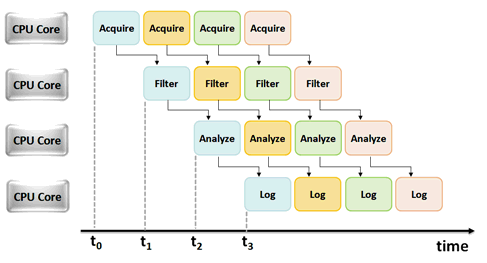 CPU Core Acquire Acquire Acquire Acquire
CPU Core Filter Filter Filter Filter
CPU Core Analyze Analyze Analyze Analyze
CPU Core Log Log Log Log
t0 t1 t2 t3 time